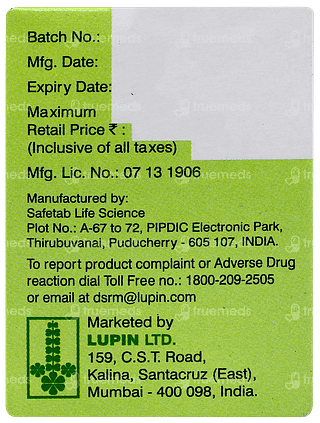 Batch No.:
Mfg. Date:
Expiry Date:
Maximum
Retail Price ₹ :
(Inclusive of all taxes)
Mfg. Lic. No.: 07 13 1906
Manufactured by:
Safetab Life Science
Plot No.: A-67 to 72, PIPDIC Electronic Park,
Thirubuvanai, Puducherry - 605 107, INDIA.
To report product complaint or Adverse Drug
reaction dial Toll Free no.: 1800-209-2505
or email at dsrm@lupin.com
Marketed by
LUPIN LTD.
159, C.S.T. Road,
Kalina, Santacruz (East),
Mumbai - 400 098, India.
truemeds